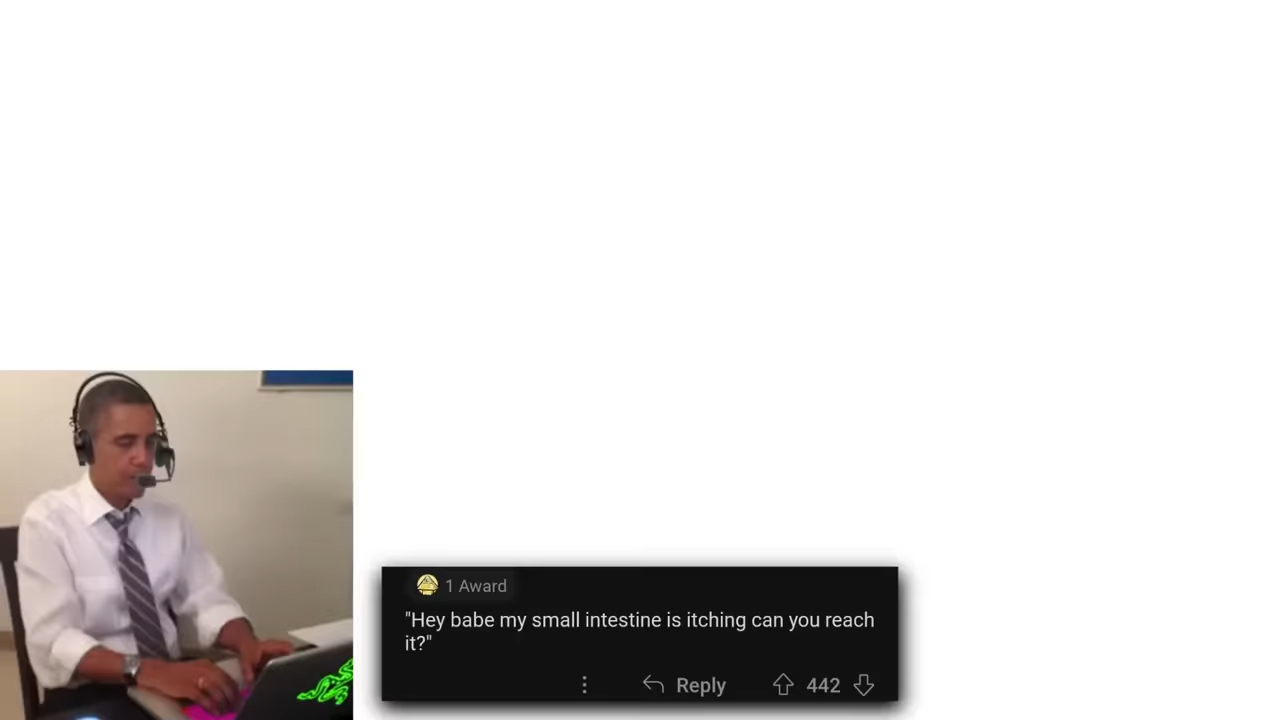 1 Award
"Hey babe my small intestine is itching can you reach
it?"
Reply 442